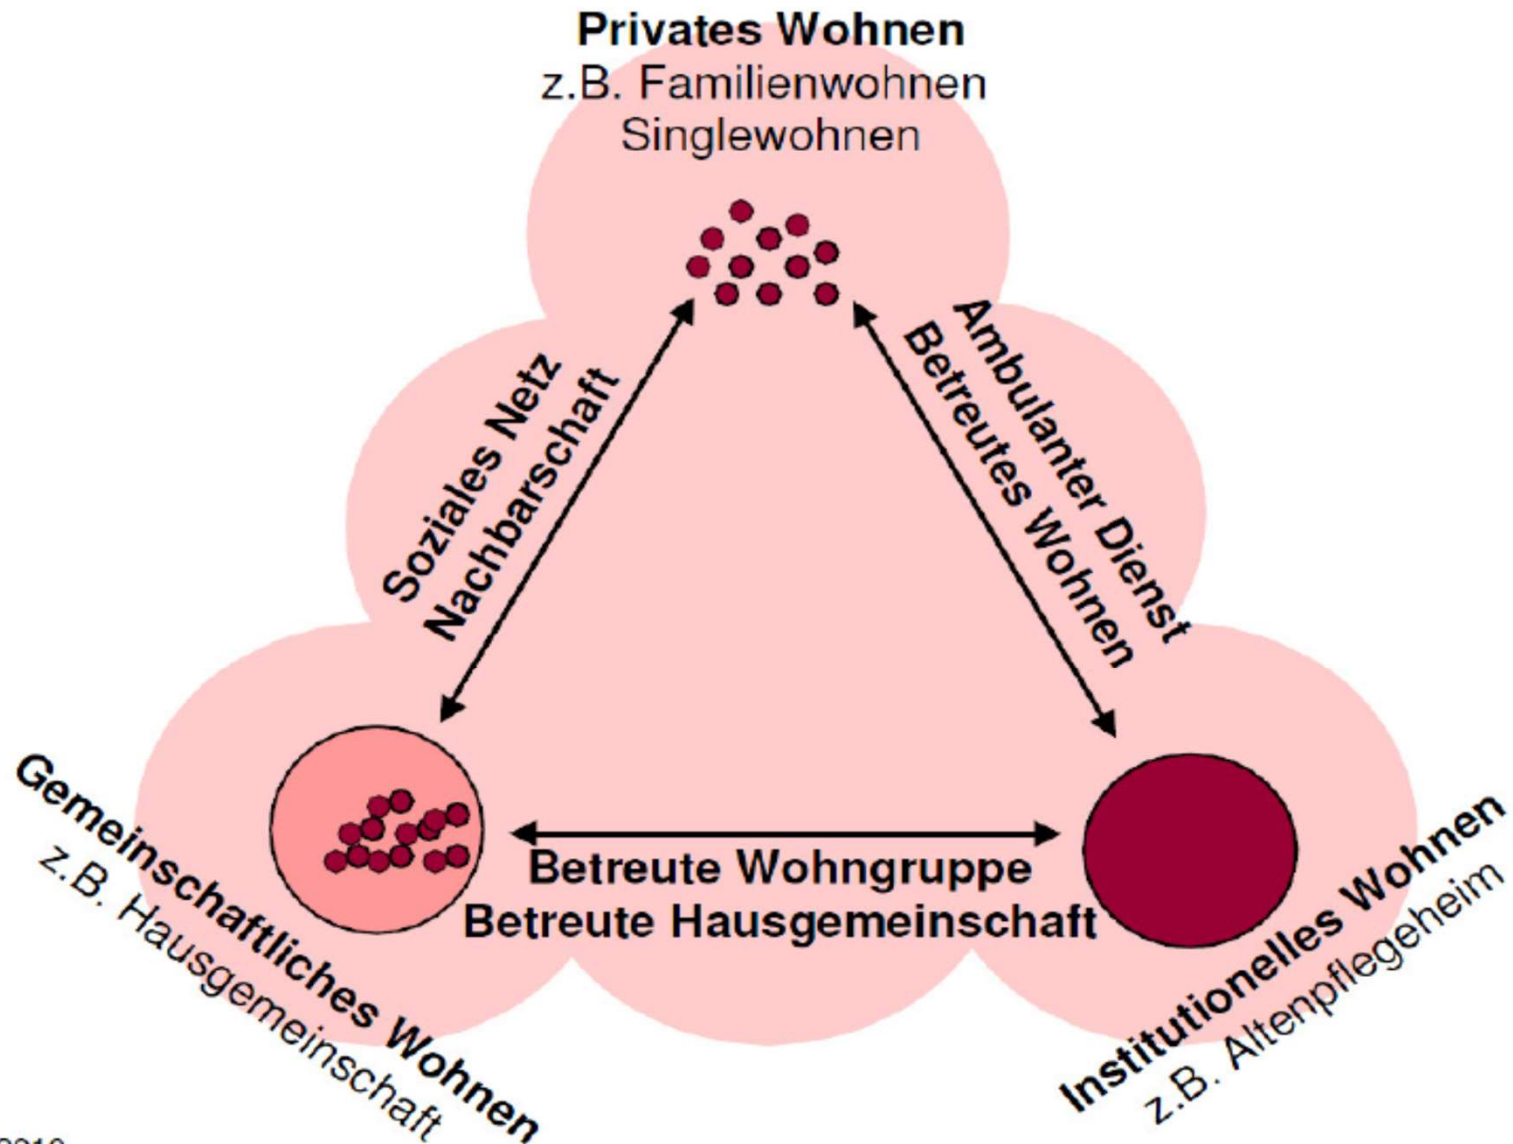 Privates Wohnen
z.B. Familienwohnen
Singlewohnen
Soziales Netz
Nachbarschaft
Ambulanter Dienst
Betreutes Wohnen
Betreute Wohngruppe
Betreute Hausgemeinschaft
Gemeinschaftliches Wohnen
z.B. Hausgemeinschaft
Institutionelles Wohnen
z.B. Altenpflegeheim